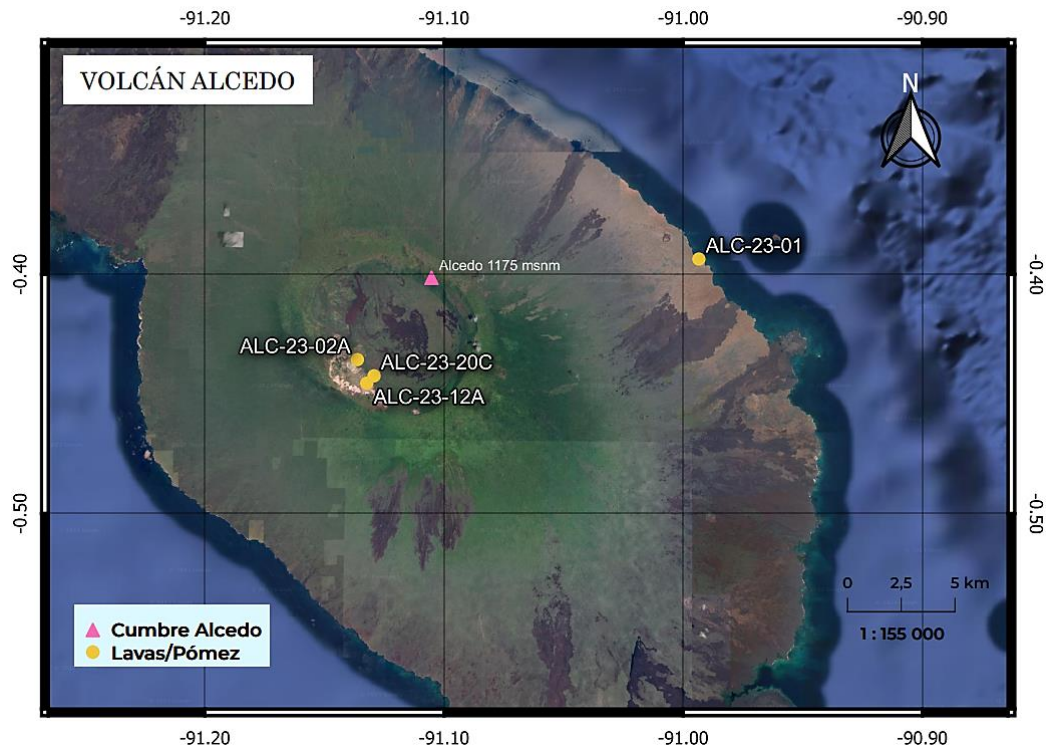 -91.20 -91.10 -91.00 -90.90
VOLCÁN ALCEDO
N
ALC-23-01
Alcedo 1175 msnm
-0.40 -0.40
ALC-23-02A
ALC-23-20C
ALC-23-12A
-0.50 -0.50
0 2,5 5 km
1 : 155 000
Cumbre Alcedo
Lavas/Pómez
-91.20 -91.10 -91.00 -90.90